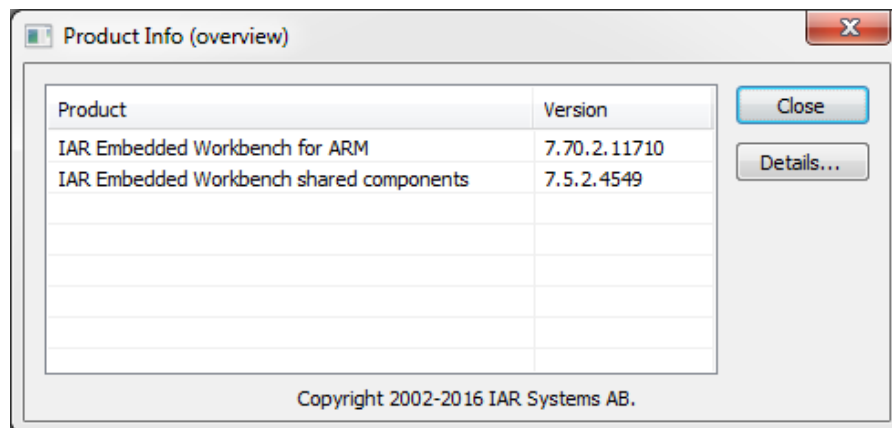 Product Info (overview)
Product Version
IAR Embedded Workbench for ARM 7.70.2.11710
IAR Embedded Workbench shared components 7.5.2.4549
Close
Details...
Copyright 2002-2016 IAR Systems AB.